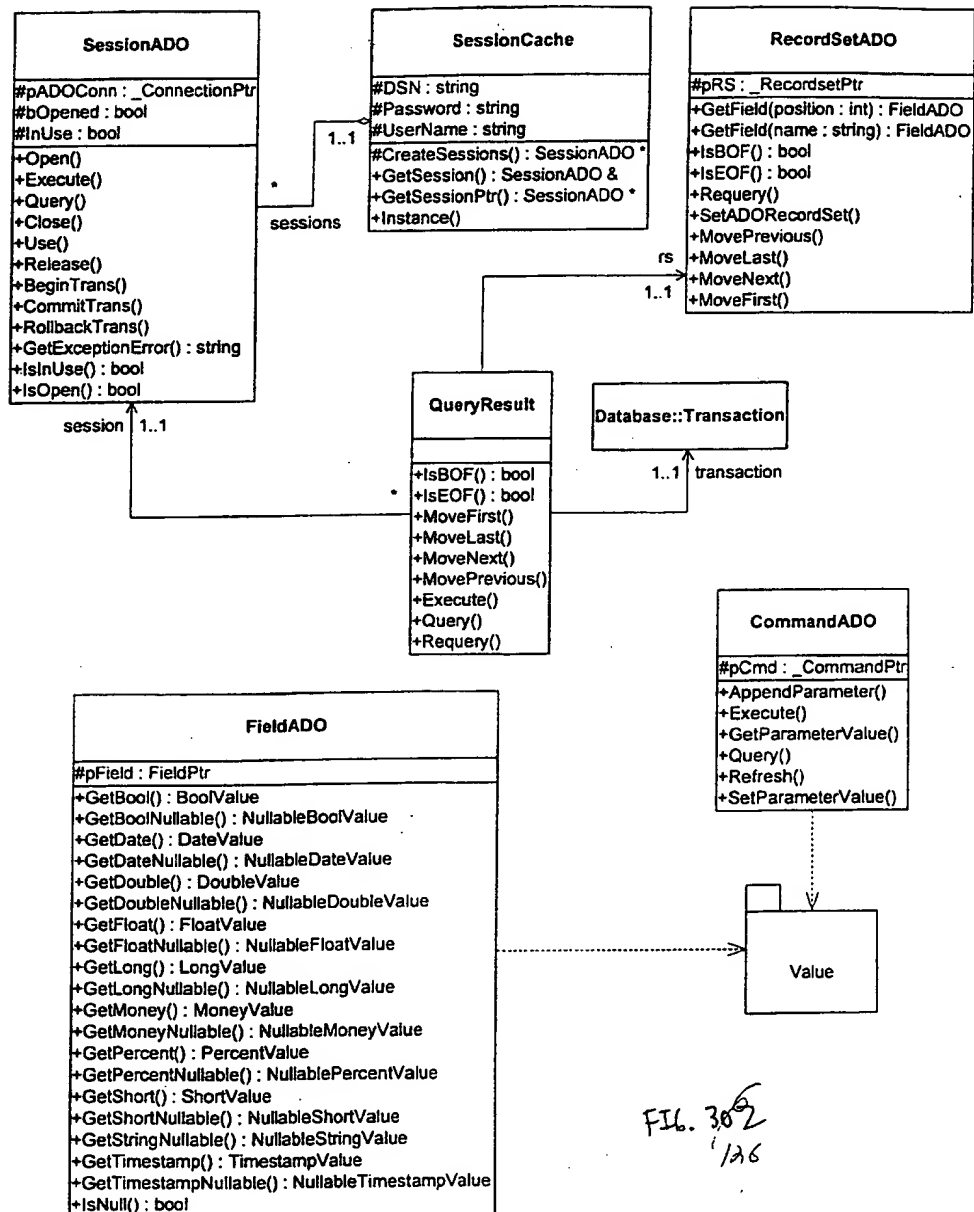 SessionADO
#pADOConn : _ConnectionPtr
#bOpened : bool
#InUse : bool
+Open()
+Execute()
+Query()
+Close()
+Use()
+Release()
+BeginTrans()
+CommitTrans()
+RollbackTrans()
+GetExceptionError() : string
+IsInUse() : bool
+IsOpen() : bool
1..1
*
sessions
SessionCache
#DSN : string
#Password : string
#UserName : string
#CreateSessions() : SessionADO *
+GetSession() : SessionADO &
+GetSessionPtr() : SessionADO *
+Instance()
RecordSetADO
#pRS : _RecordsetPtr
+GetField(position : int) : FieldADO
+GetField(name : string) : FieldADO
+IsBOF() : bool
+IsEOF() : bool
+Requery()
+SetADORecordSet()
+MovePrevious()
+MoveLast()
+MoveNext()
+MoveFirst()
rs
1..1
session 1..1
*
QueryResult
+IsBOF() : bool
+IsEOF() : bool
+MoveFirst()
+MoveLast()
+MoveNext()
+MovePrevious()
+Execute()
+Query()
+Requery()
Database::Transaction
1..1 transaction
CommandADO
#pCmd : _CommandPtr
+AppendParameter()
+Execute()
+GetParameterValue()
+Query()
+Refresh()
+SetParameterValue()
FieldADO
#pField : FieldPtr
+GetBool() : BoolValue
+GetBoolNullable() : NullableBoolValue
+GetDate() : DateValue
+GetDateNullable() : NullableDateValue
+GetDouble() : DoubleValue
+GetDoubleNullable() : NullableDoubleValue
+GetFloat() : FloatValue
+GetFloatNullable() : NullableFloatValue
+GetLong() : LongValue
+GetLongNullable() : NullableLongValue
+GetMoney() : MoneyValue
+GetMoneyNullable() : NullableMoneyValue
+GetPercent() : PercentValue
+GetPercentNullable() : NullablePercentValue
+GetShort() : ShortValue
+GetShortNullable() : NullableShortValue
+GetStringNullable() : NullableStringValue
+GetTimestamp() : TimestampValue
+GetTimestampNullable() : NullableTimestampValue
+IsNull() : bool
Value
FIG.